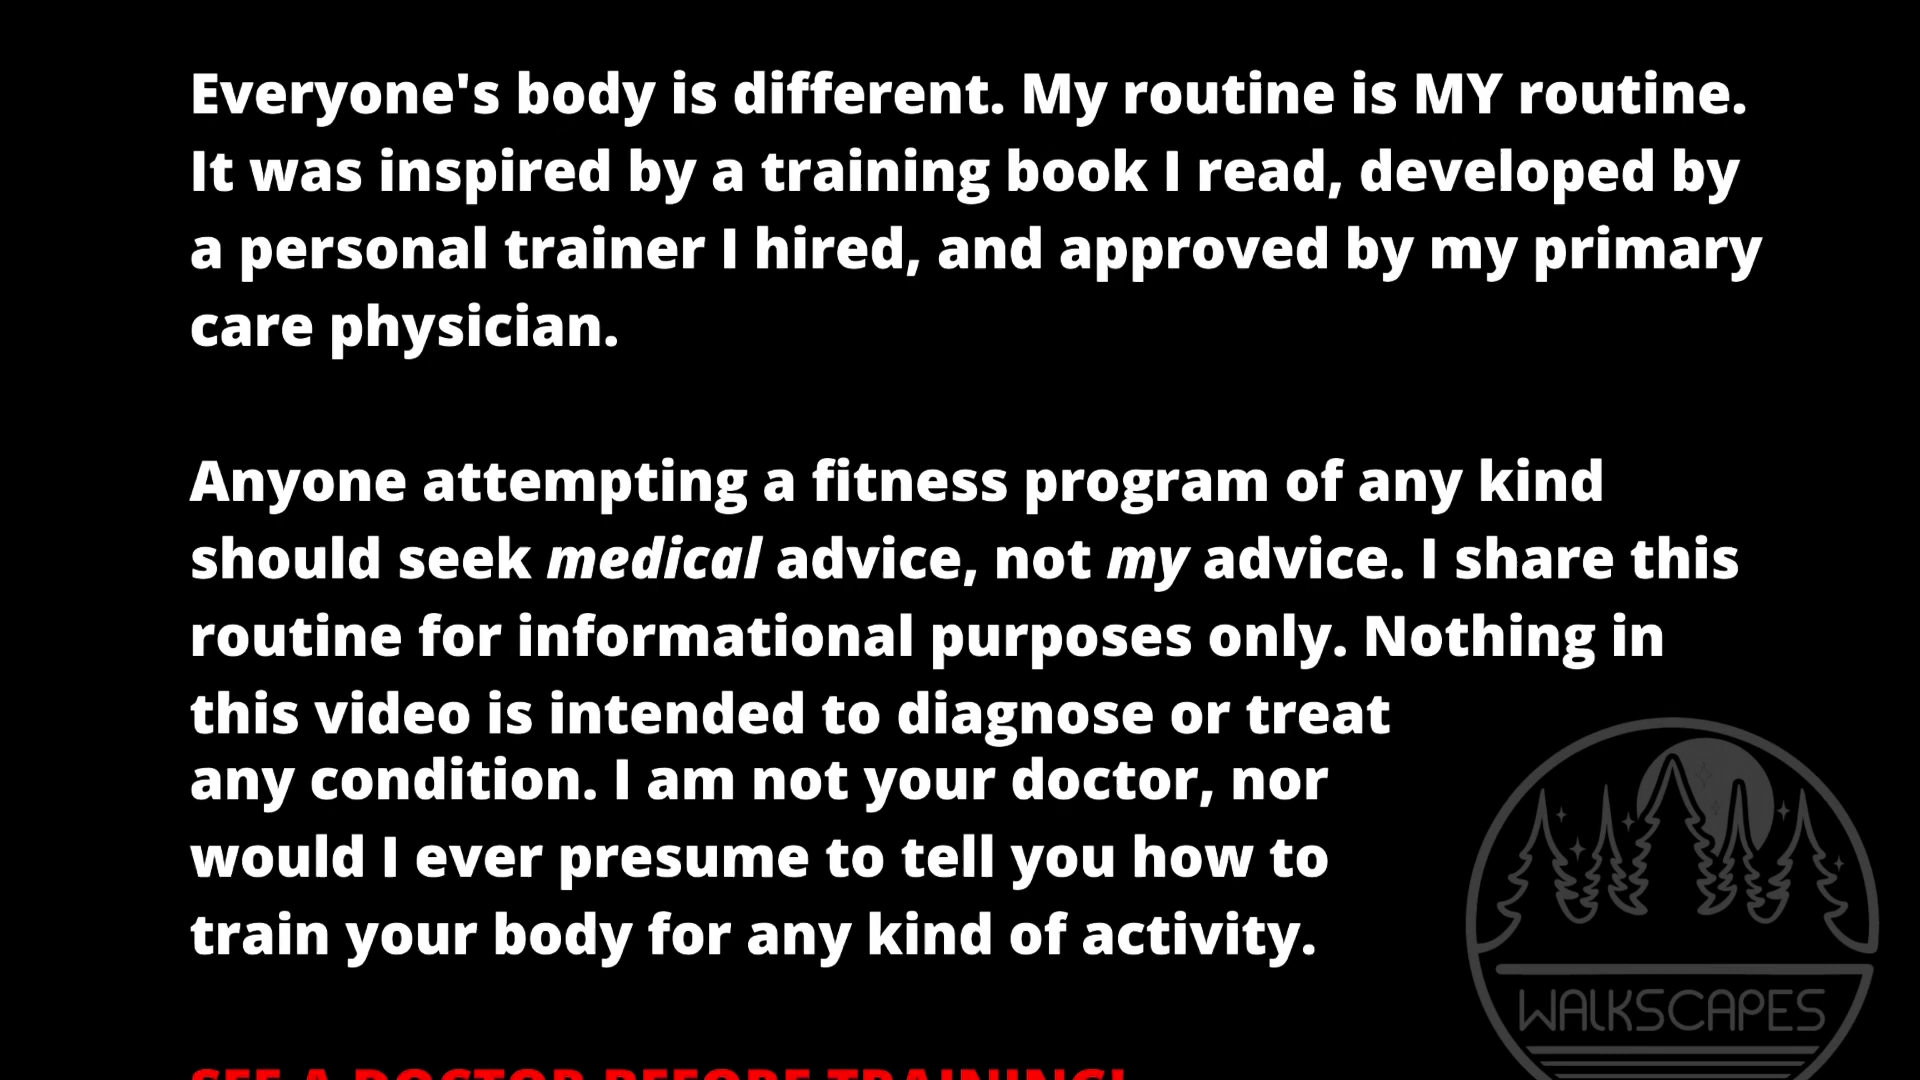 Everyone's body is different. My routine is MY routine.
It was inspired by a training book I read, developed by
a personal trainer I hired, and approved by my primary
care physician.
Anyone attempting a fitness program of any kind
should seek medical advice, not my advice. I share this
routine for informational purposes only. Nothing in
this video is intended to diagnose or treat
any condition. I am not your doctor, nor
would I ever presume to tell you how to
train your body for any kind of activity.
WALKSCAPES
SEE A DOCTOR BEFORE TRAINING!